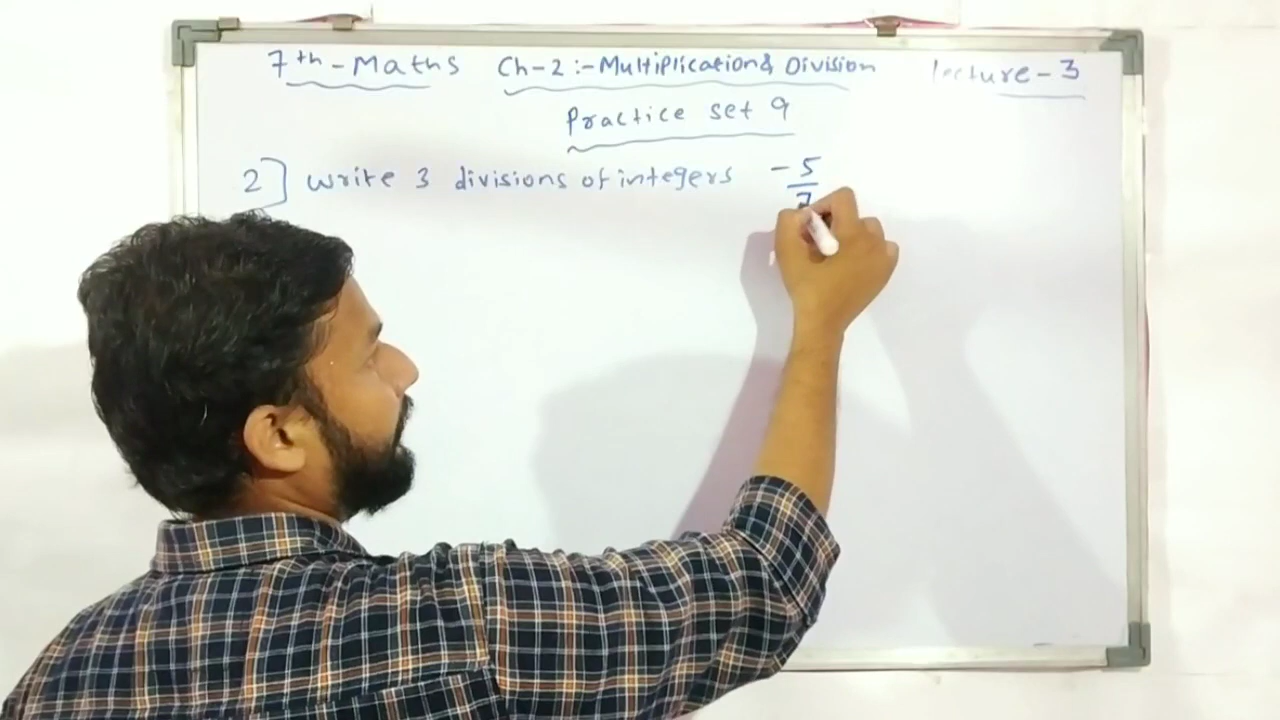 7th - Maths Ch-2 :- Multiplication & Division lecture - 3
Practice set 9
2] write 3 divisions of integers -5/7